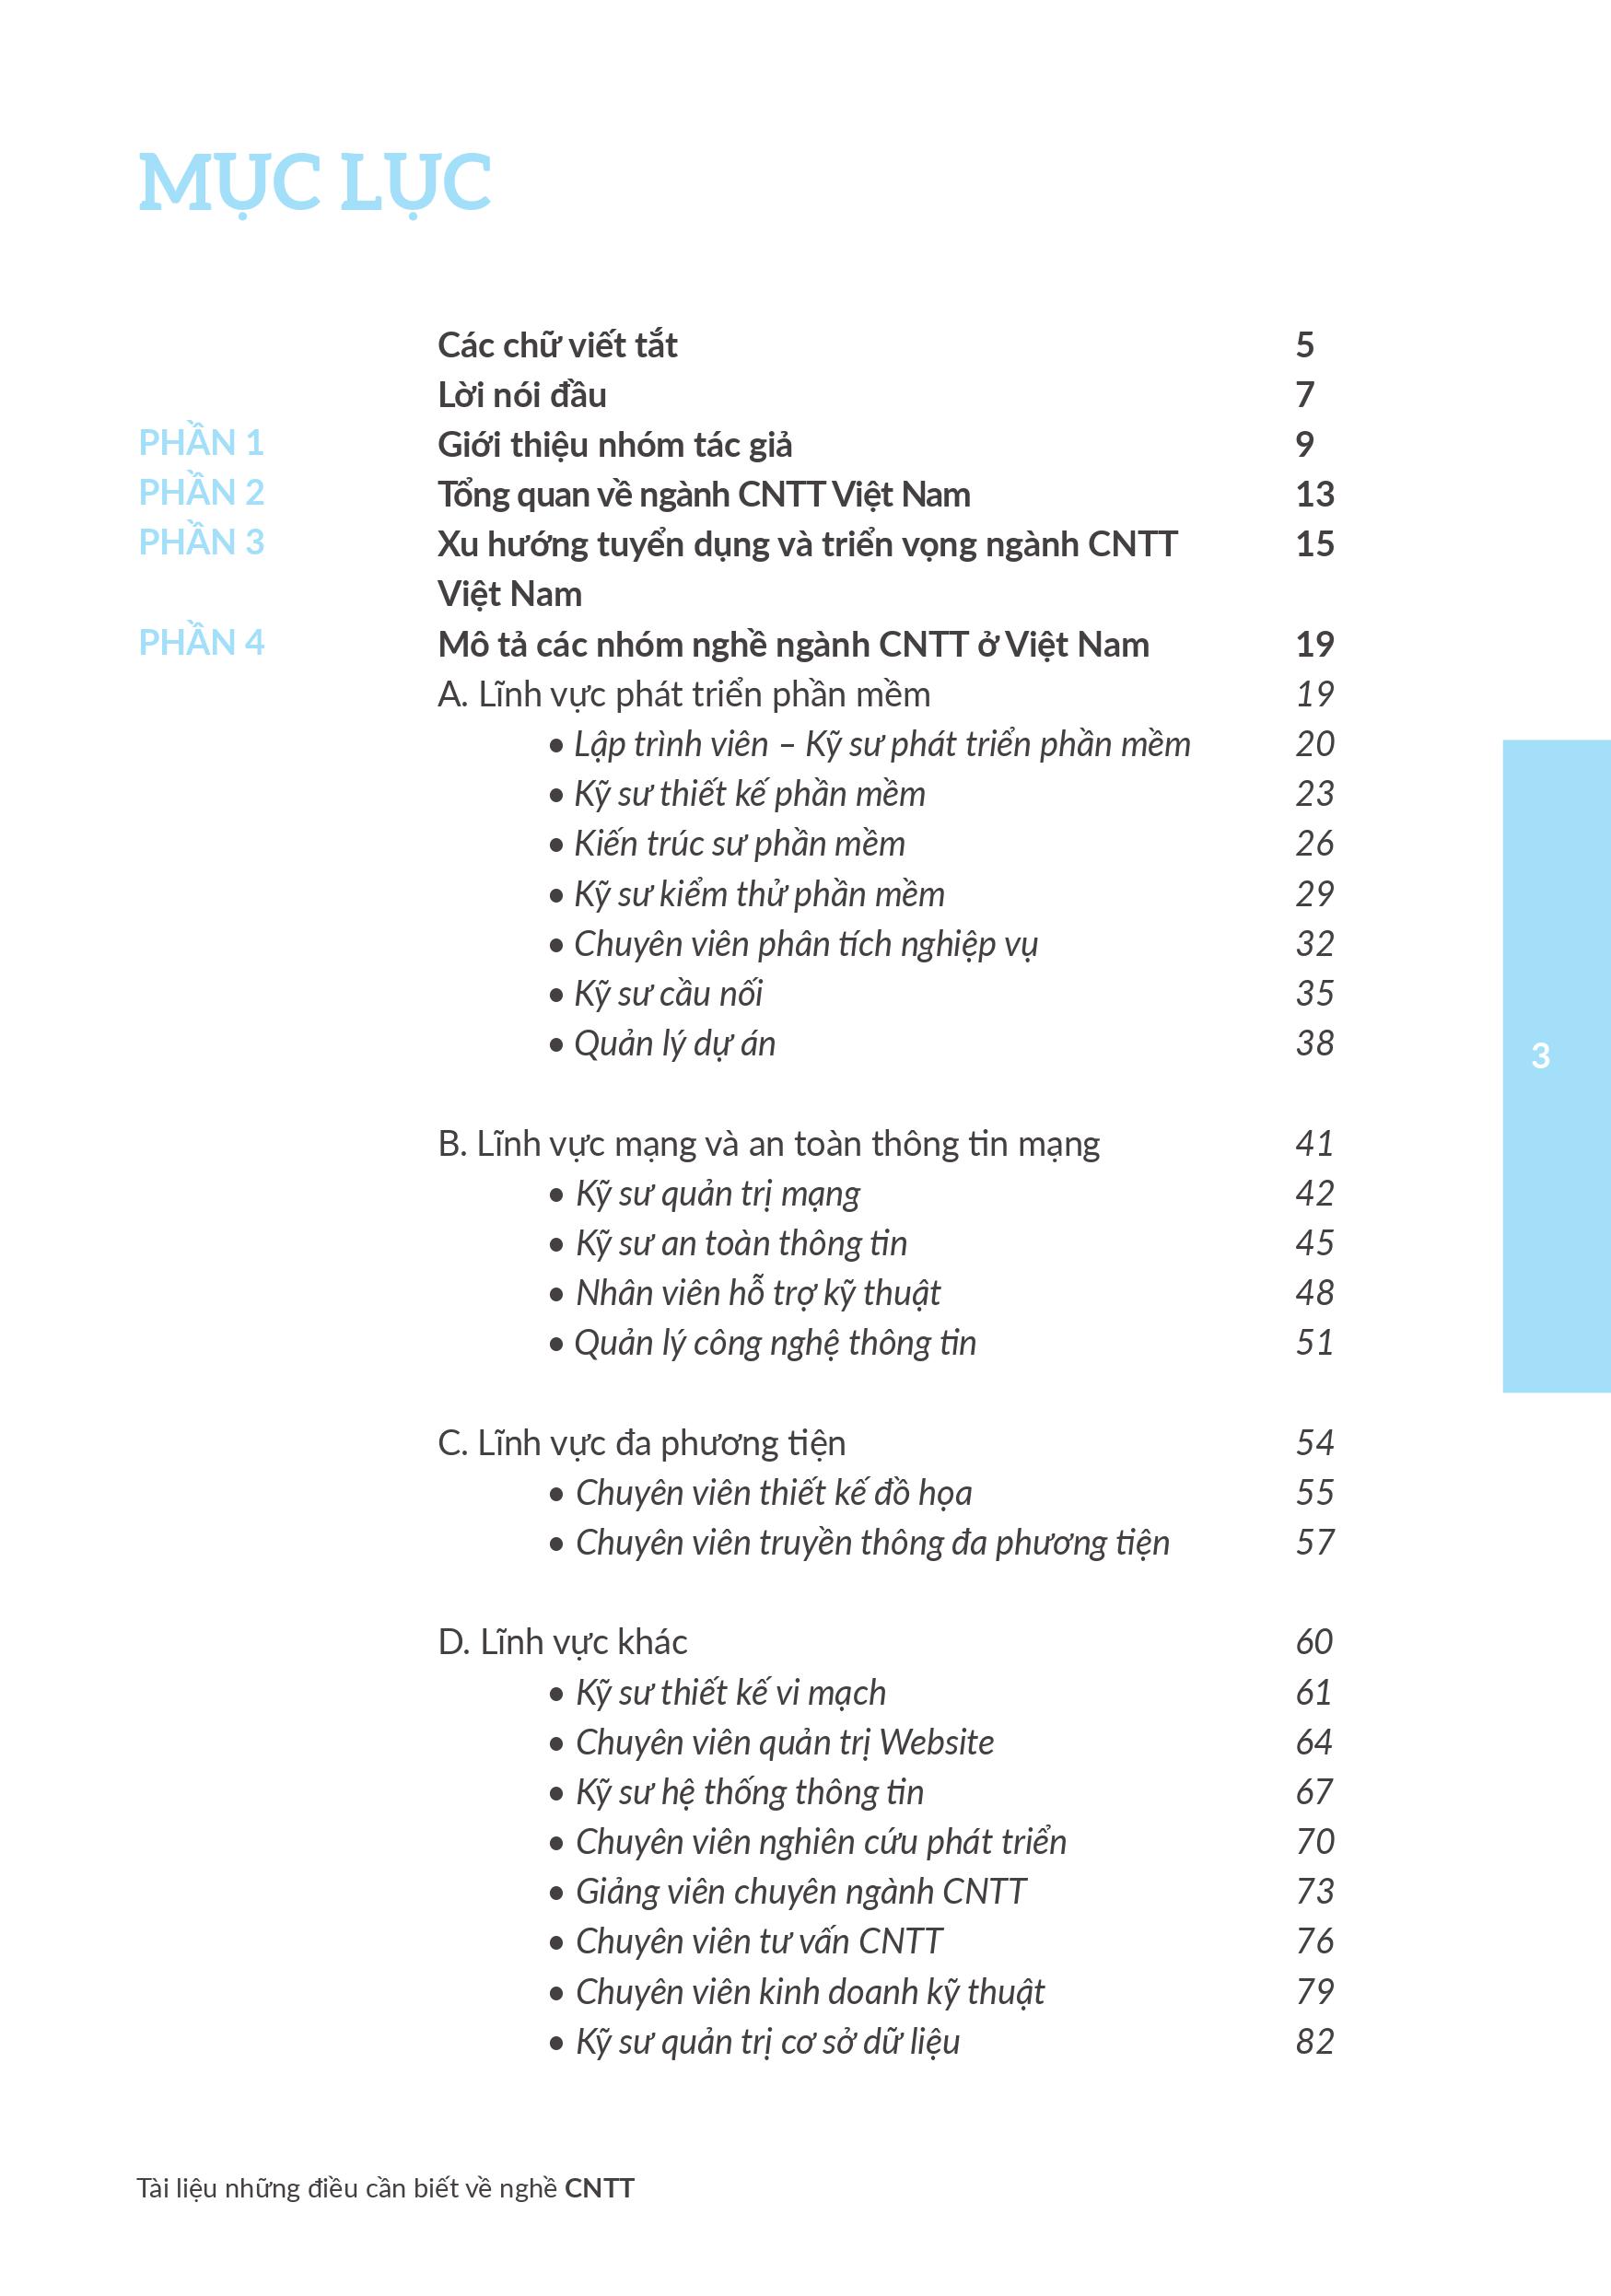 MỤC LỤC
Các chữ viết tắt 5
Lời nói đầu 7
PHẦN 1 Giới thiệu nhóm tác giả 9
PHẦN 2 Tổng quan về ngành CNTT Việt Nam 13
PHẦN 3 Xu hướng tuyển dụng và triển vọng ngành CNTT 15
Việt Nam
PHẦN 4 Mô tả các nhóm nghề ngành CNTT ở Việt Nam 19
A. Lĩnh vực phát triển phần mềm 19
• Lập trình viên – Kỹ sư phát triển phần mềm 20
• Kỹ sư thiết kế phần mềm 23
• Kiến trúc sư phần mềm 26
• Kỹ sư kiểm thử phần mềm 29
• Chuyên viên phân tích nghiệp vụ 32
• Kỹ sư cầu nối 35
• Quản lý dự án 38
3
B. Lĩnh vực mạng và an toàn thông tin mạng 41
• Kỹ sư quản trị mạng 42
• Kỹ sư an toàn thông tin 45
• Nhân viên hỗ trợ kỹ thuật 48
• Quản lý công nghệ thông tin 51
C. Lĩnh vực đa phương tiện 54
• Chuyên viên thiết kế đồ họa 55
• Chuyên viên truyền thông đa phương tiện 57
D. Lĩnh vực khác 60
• Kỹ sư thiết kế vi mạch 61
• Chuyên viên quản trị Website 64
• Kỹ sư hệ thống thông tin 67
• Chuyên viên nghiên cứu phát triển 70
• Giảng viên chuyên ngành CNTT 73
• Chuyên viên tư vấn CNTT 76
• Chuyên viên kinh doanh kỹ thuật 79
• Kỹ sư quản trị cơ sở dữ liệu 82
Tài liệu những điều cần biết về nghề CNTT